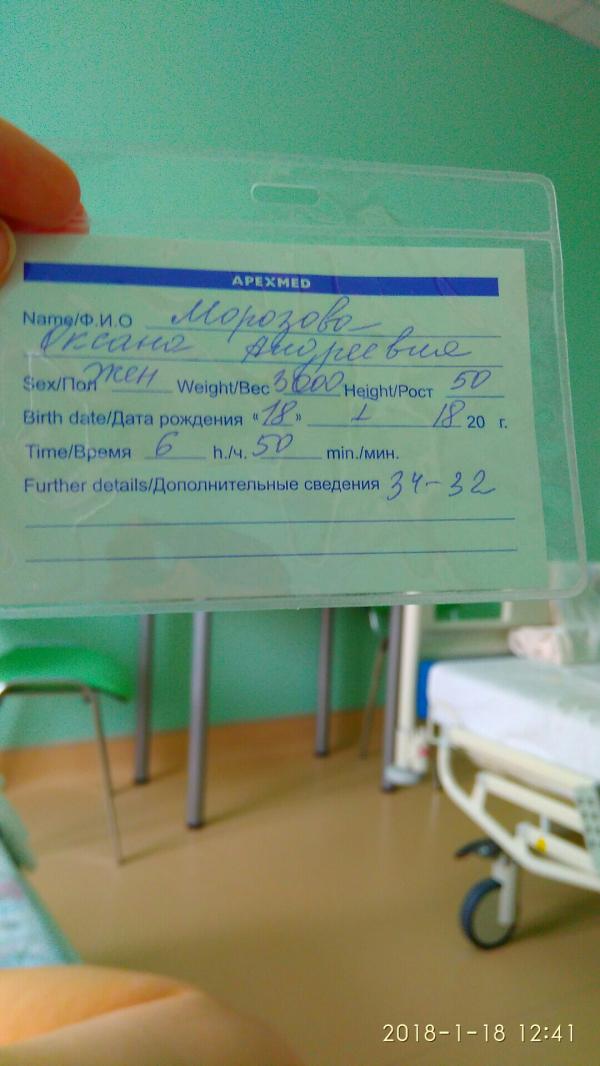 APEXMED
Name/Ф.И.О Морозова
Оксана Андреевна
Sex/Пол жен Weight/Вес 3000 Height/Рост 50
Birth date/Дата рождения "18" 1 18 20 г.
Time/Время 6 h./ч. 50 min./мин.
Further details/Дополнительные сведения 34-32
2018-1-18 12:41